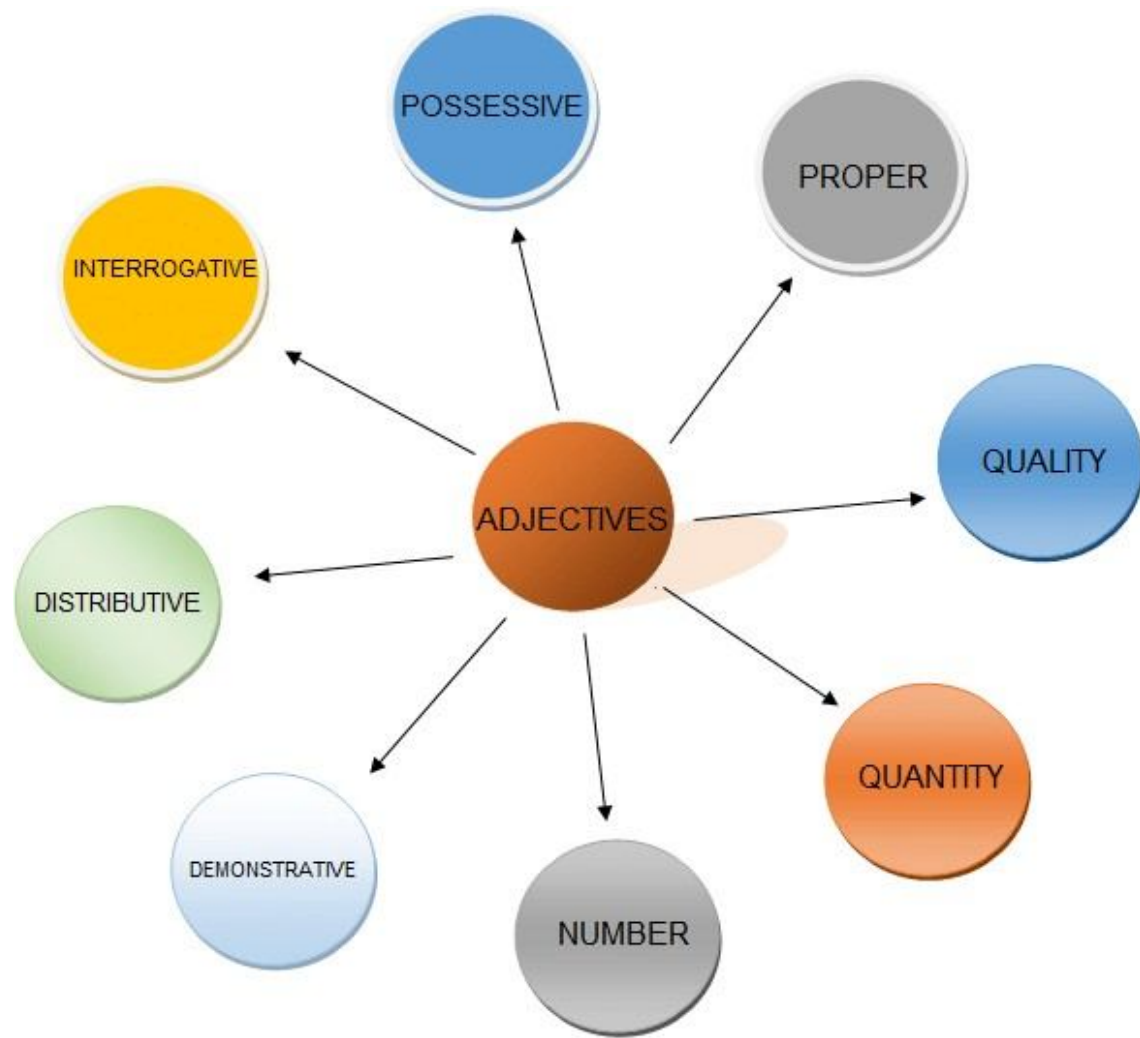 POSSESSIVE
PROPER
INTERROGATIVE
QUALITY
ADJECTIVES
DISTRIBUTIVE
QUANTITY
DEMONSTRATIVE
NUMBER